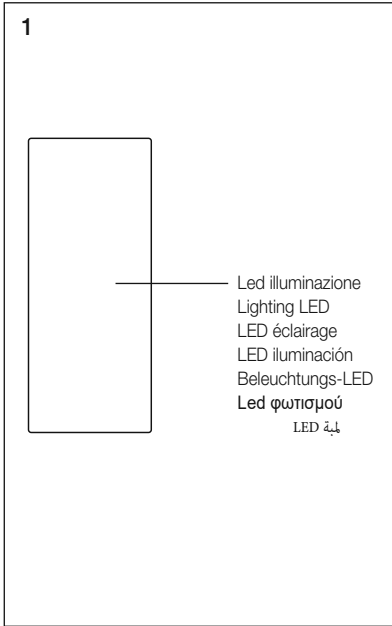 1
Led illuminazione
Lighting LED
LED éclairage
LED iluminación
Beleuchtungs-LED
Led φωτισμού
لمبة LED